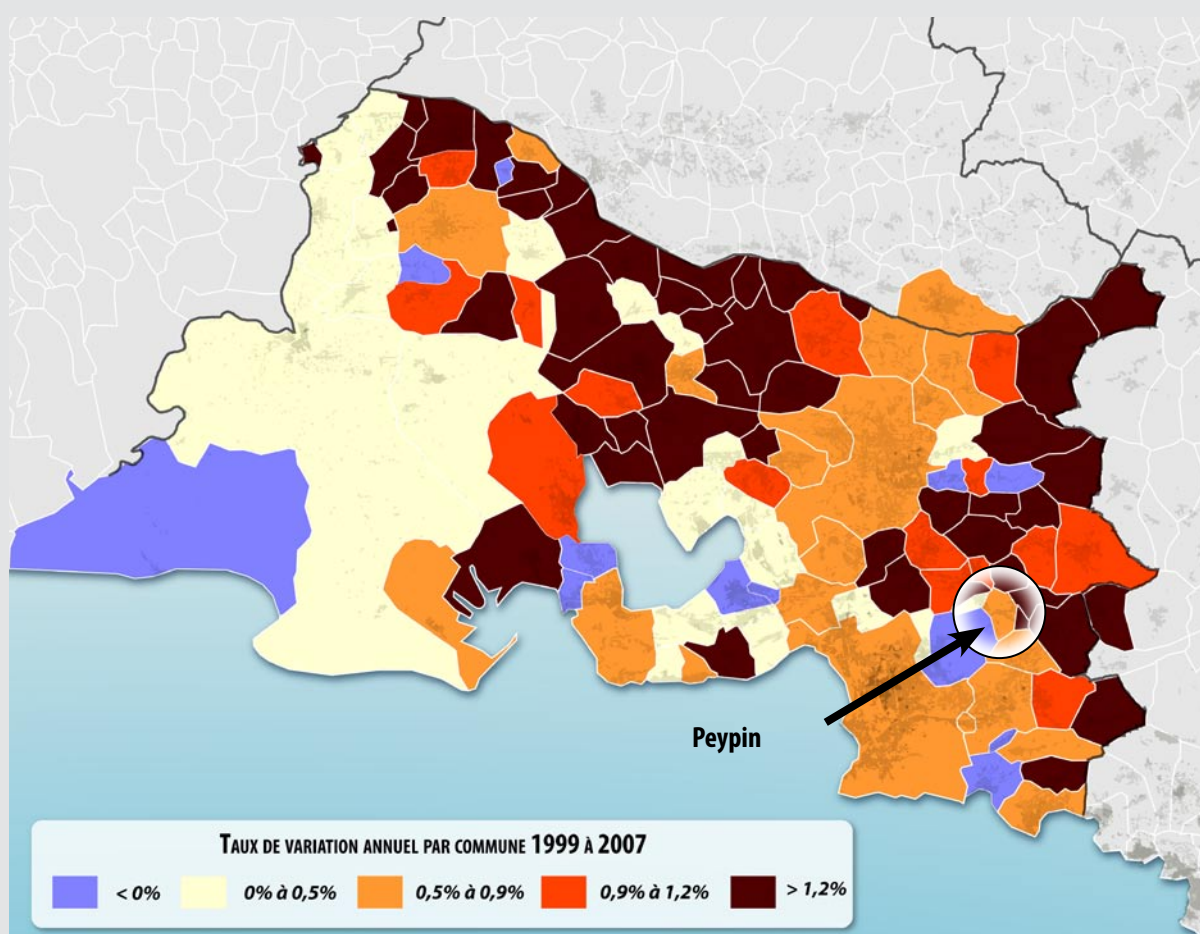 Peypin
TAUX DE VARIATION ANNUEL PAR COMMUNE 1999 À 2007
< 0%
0% à 0,5%
0,5% à 0,9%
0,9% à 1,2%
> 1,2%